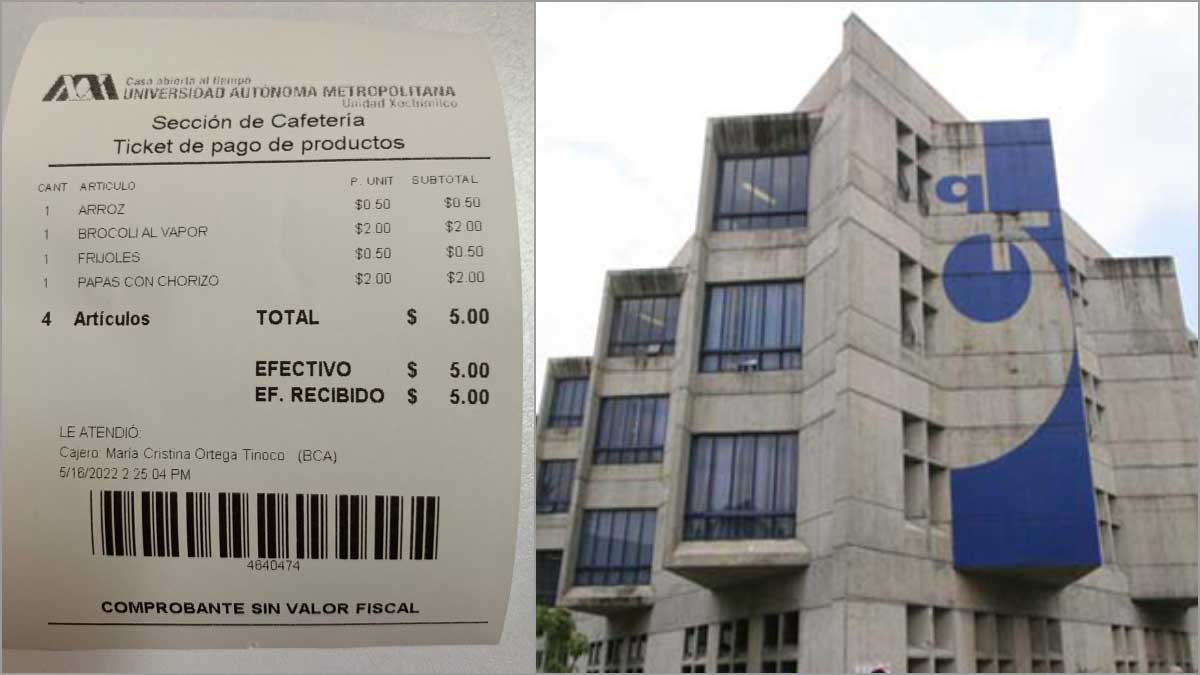 Casa abierta al tiempo
UNIVERSIDAD AUTÓNOMA METROPOLITANA
Unidad Xochimilco
Sección de Cafetería
Ticket de pago de productos
CANT ARTICULO P. UNIT SUBTOTAL
1 ARROZ $0.50 $0.50
1 BROCOLI AL VAPOR $2.00 $2.00
1 FRIJOLES $0.50 $0.50
1 PAPAS CON CHORIZO $2.00 $2.00
4 Artículos TOTAL $ 5.00
EFECTIVO $ 5.00
EF. RECIBIDO $ 5.00
LE ATENDIÓ:
Cajero: María Cristina Ortega Tinoco (BCA)
5/16/2022 2:25:04 PM
4640474
COMPROBANTE SIN VALOR FISCAL